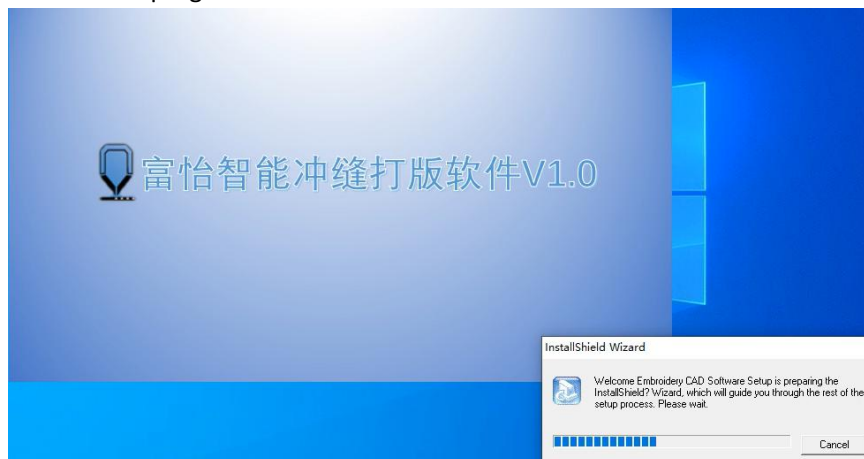 富怡智能冲缝打版软件V1.0
InstallShield Wizard
Welcome Embroidery CAD Software Setup is preparing the
InstallShield? Wizard, which will guide you through the rest of the
setup process. Please wait.
Cancel